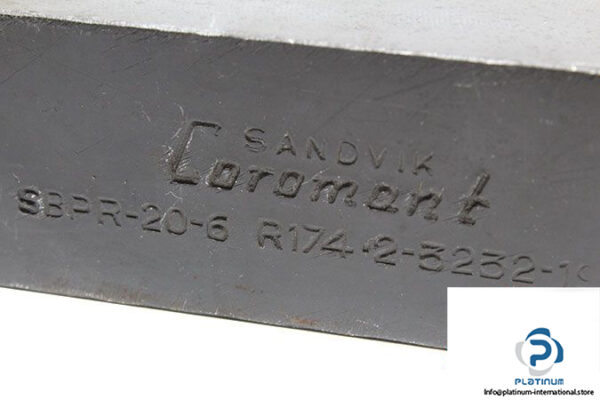 SANDVIK
Coromant
SBPR-20-6 R174·2-3232-1
PLATINUM
Info@platinum-international.store